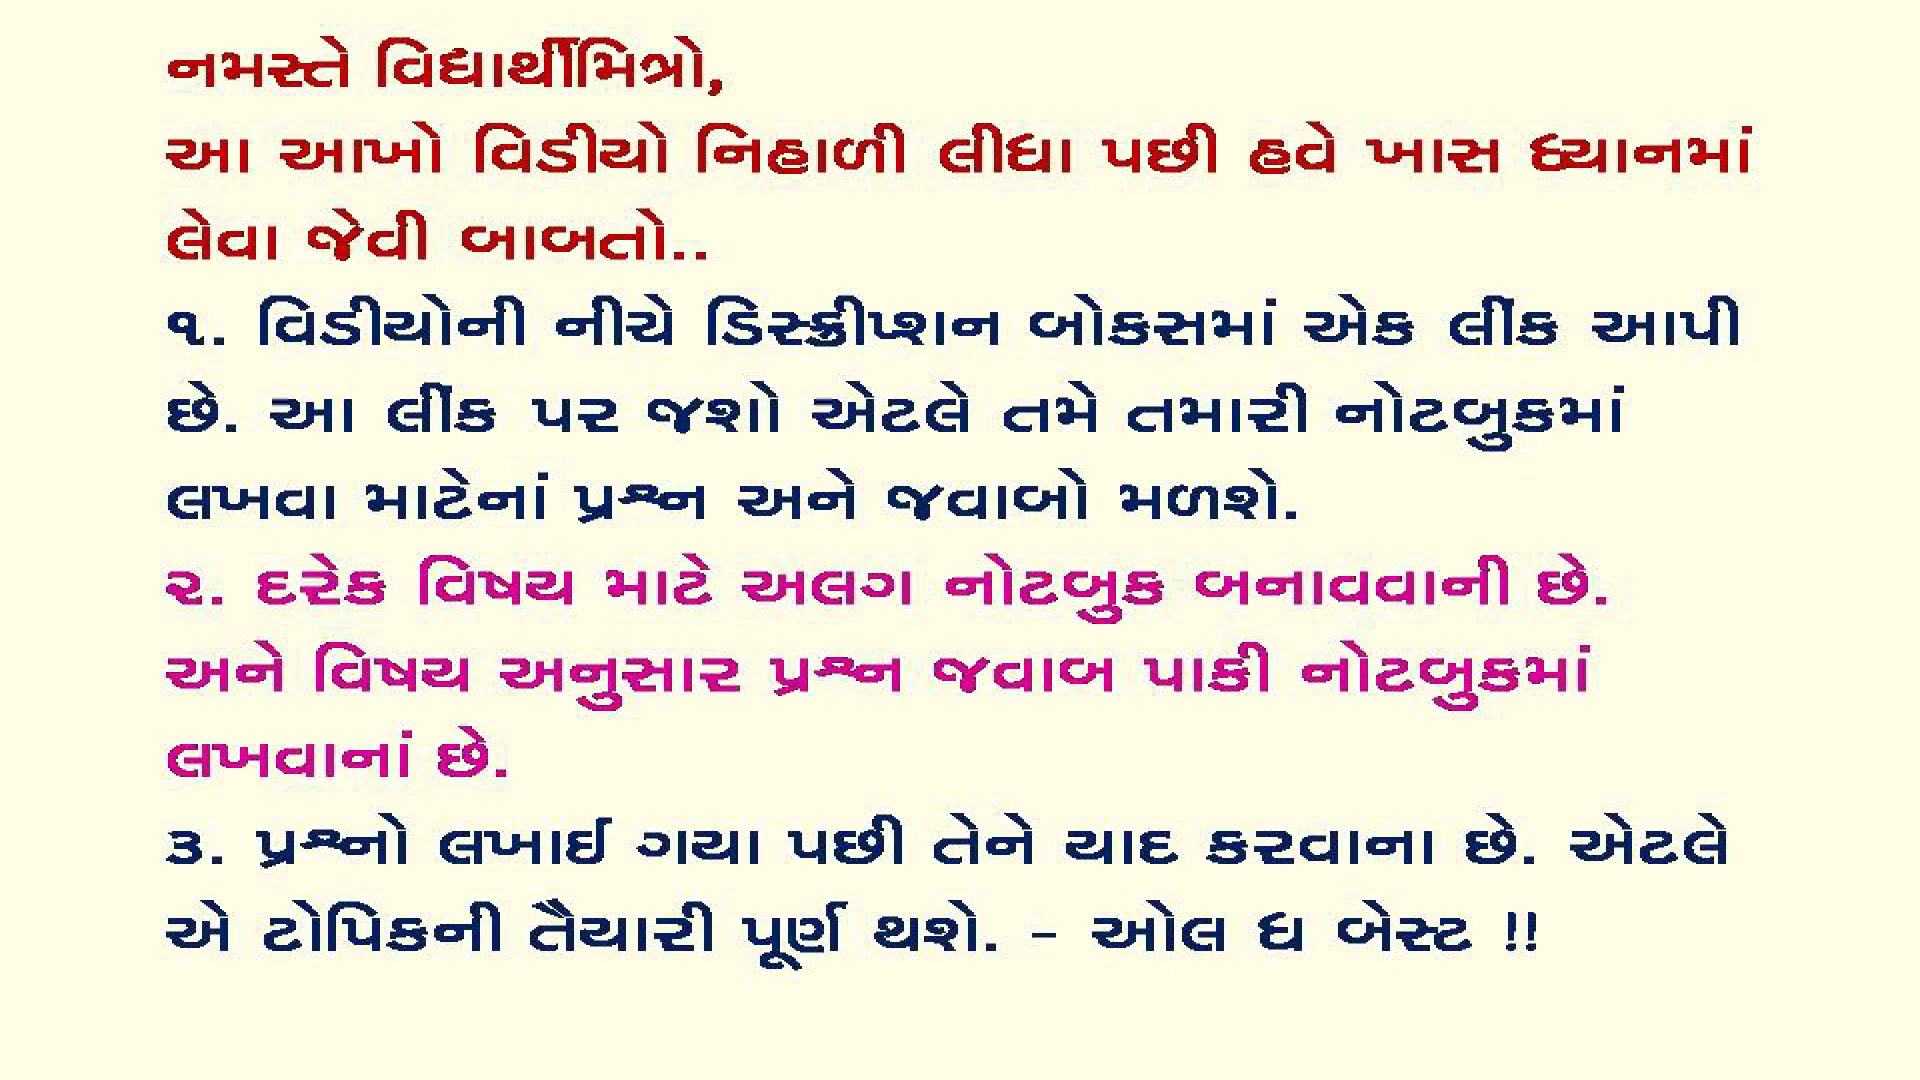 નમસ્તે વિદ્યાર્થીમિત્રો,
આ આખો વિડીયો નિહાળી લીધા પછી હવે ખાસ ધ્યાનમાં
લેવા જેવી બાબતો..
૧. વિડીયોની નીચે ડિસ્ક્રીપ્શન બોકસમાં એક લીંક આપી
છે. આ લીંક પર જશો એટલે તમે તમારી નોટબુકમાં
લખવા માટેનાં પ્રશ્ન અને જવાબો મળશે.
૨. દરેક વિષય માટે અલગ નોટબુક બનાવવાની છે.
અને વિષય અનુસાર પ્રશ્ન જવાબ પાકી નોટબુકમાં
લખવાનાં છે.
૩. પ્રશ્નો લખાઈ ગયા પછી તેને યાદ કરવાના છે. એટલે
એ ટોપિકની તૈયારી પૂર્ણ થશે. - ઓલ ધ બેસ્ટ !!